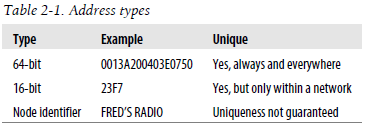 Table 2-1. Address types
Type Example Unique
64-bit 0013A200403E0750 Yes, always and everywhere
16-bit 23F7 Yes, but only within a network
Node identifier FRED'S RADIO Uniqueness not guaranteed